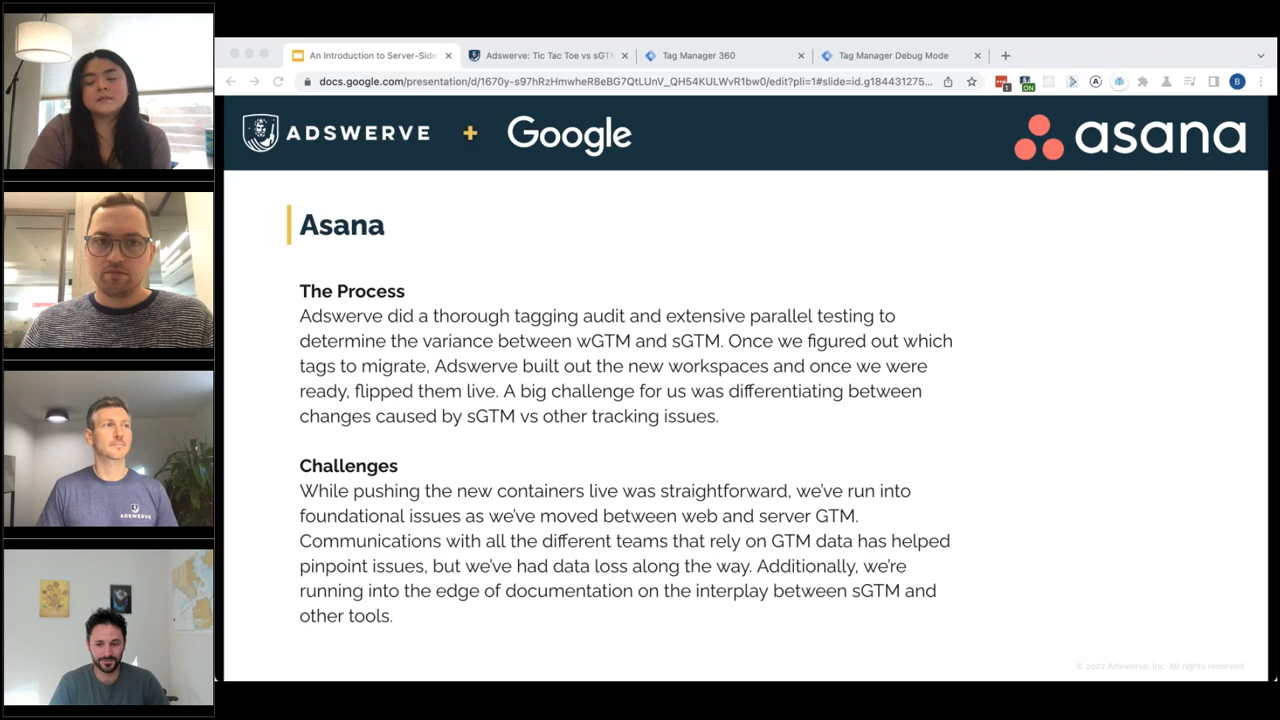 An Introduction to Server-Side
Adswerve: Tic Tac Toe vs sGTM
Tag Manager 360
Tag Manager Debug Mode
docs.google.com/presentation/d/1670y-s97hRzHmwheR8eBG7QtLUnV_QH54KULWvR1bw0/edit?pli=1#slide=id.g184431275...
1
ON
B
ADSWERVE + Google
asana
Asana
The Process
Adswerve did a thorough tagging audit and extensive parallel testing to
determine the variance between wGTM and sGTM. Once we figured out which
tags to migrate, Adswerve built out the new workspaces and once we were
ready, flipped them live. A big challenge for us was differentiating between
changes caused by sGTM vs other tracking issues.
Challenges
While pushing the new containers live was straightforward, we've run into
foundational issues as we've moved between web and server GTM.
Communications with all the different teams that rely on GTM data has helped
pinpoint issues, but we've had data loss along the way. Additionally, we're
running into the edge of documentation on the interplay between sGTM and
other tools.
© 2022 Adswerve, Inc. All rights reserved
ADSWERVE